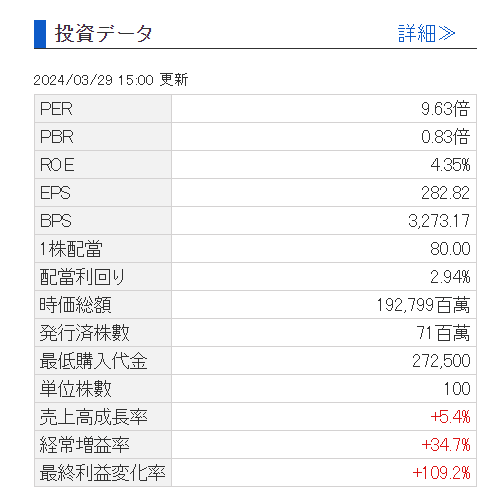 投資データ 詳細≫
2024/03/29 15:00 更新
PER 9.63倍
PBR 0.83倍
ROE 4.35%
EPS 282.82
BPS 3,273.17
1株配當 80.00
配當利回り 2.94%
時価総額 192,799百萬
発行済株數 71百萬
最低購入代金 272,500
単位株數 100
売上高成長率 +5.4%
経常増益率 +34.7%
最終利益変化率 +109.2%